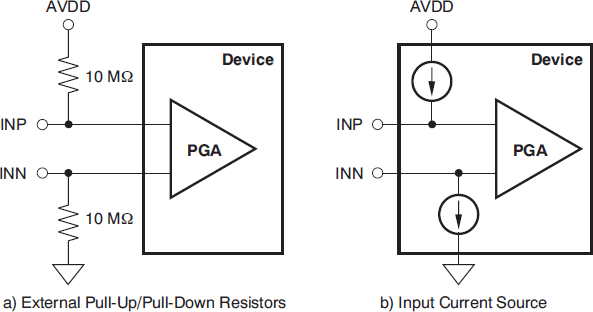 AVDD
AVDD
Device
Device
10 MΩ
INP
INP
PGA
PGA
INN
INN
10 MΩ
a) External Pull-Up/Pull-Down Resistors
b) Input Current Source